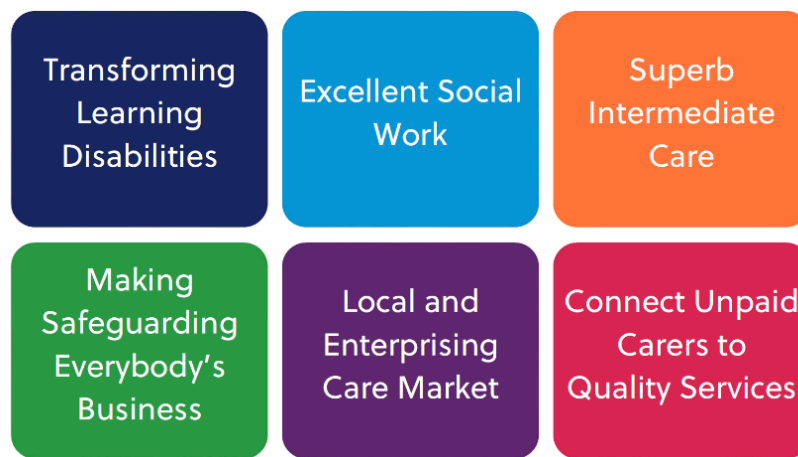 Transforming
Learning
Disabilities
Excellent Social
Work
Superb
Intermediate
Care
Making
Safeguarding
Everybody’s
Business
Local and
Enterprising
Care Market
Connect Unpaid
Carers to
Quality Services